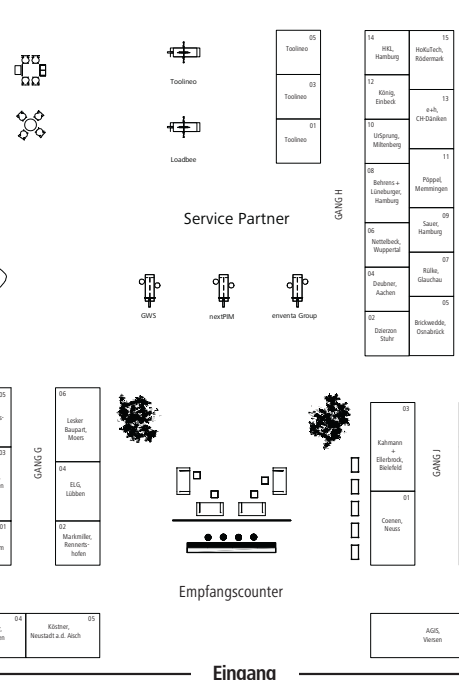 05
Toolineo
03
Toolineo
01
Toolineo
Toolineo
Loadbee
Service Partner
GANG H
14
HKL,
Hamburg
15
HoKuTech,
Rödermark
12
König,
Einbeck
13
e+h,
CH-Däniken
10
UrSprung,
Miltenberg
11
Pöppel,
Memmingen
08
Behrens +
Lüneburger,
Hamburg
09
Sauer,
Hamburg
06
Nettelbeck,
Wuppertal
07
Rülke,
Glauchau
04
Deubner,
Aachen
05
Brickwedde,
Osnabrück
02
Dzierzon
Stuhr
GWS
nextPIM
enventa Group
05
03
01
GANG G
06
Lesker
Baupart,
Moers
04
ELG,
Lübben
02
Markmiller,
Rennerts-
hofen
03
Kahmann
+
Ellerbrock,
Bielefeld
01
Coenen,
Neuss
GANG J
Empfangscounter
04
05
Köstner,
Neustadt a.d. Aisch
AGIS,
Viersen
Eingang